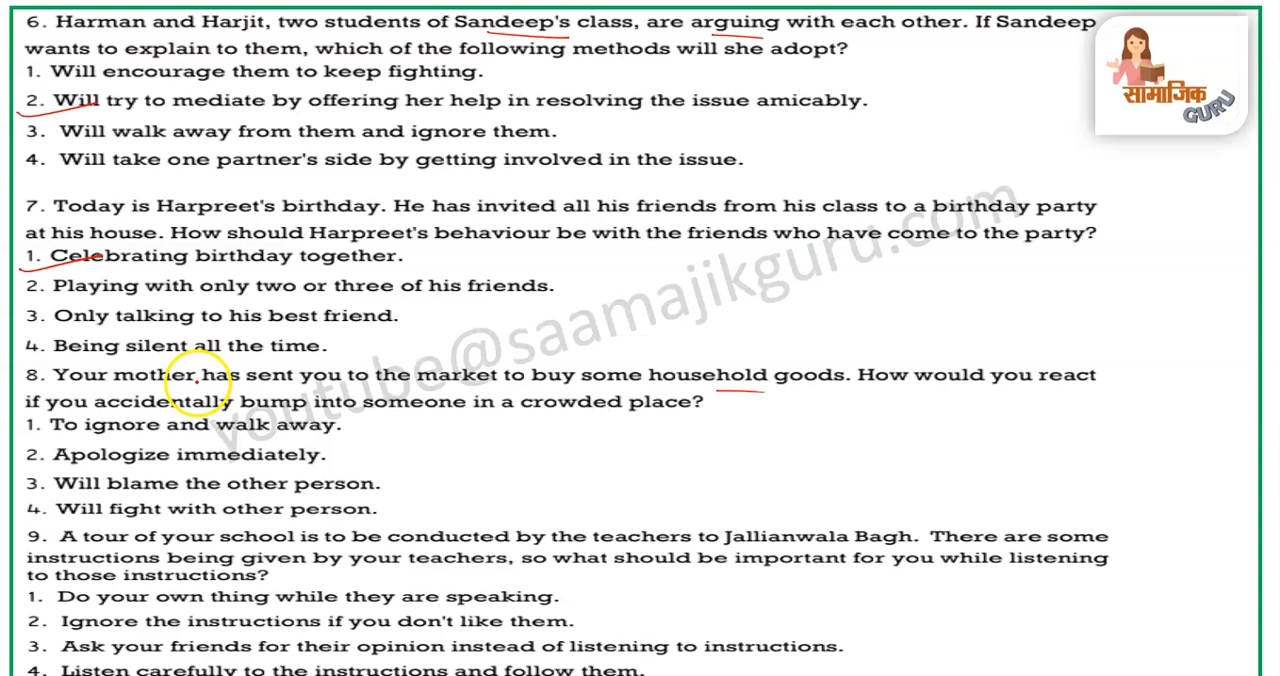 6. Harman and Harjit, two students of Sandeep's class, are arguing with each other. If Sandeep
wants to explain to them, which of the following methods will she adopt?
1. Will encourage them to keep fighting.
2. Will try to mediate by offering her help in resolving the issue amicably.
3. Will walk away from them and ignore them.
4. Will take one partner's side by getting involved in the issue.
सामाजिक
GURU
7. Today is Harpreet's birthday. He has invited all his friends from his class to a birthday party
at his house. How should Harpreet's behaviour be with the friends who have come to the party?
1. Celebrating birthday together.
2. Playing with only two or three of his friends.
3. Only talking to his best friend.
4. Being silent all the time.
8. Your mother has sent you to the market to buy some household goods. How would you react
if you accidentally bump into someone in a crowded place?
1. To ignore and walk away.
2. Apologize immediately.
3. Will blame the other person.
4. Will fight with other person.
9. A tour of your school is to be conducted by the teachers to Jallianwala Bagh. There are some
instructions being given by your teachers, so what should be important for you while listening
to those instructions?
1. Do your own thing while they are speaking.
2. Ignore the instructions if you don't like them.
3. Ask your friends for their opinion instead of listening to instructions.
4. Listen carefully to the instructions and follow them.
youtube@saamajikguru.com